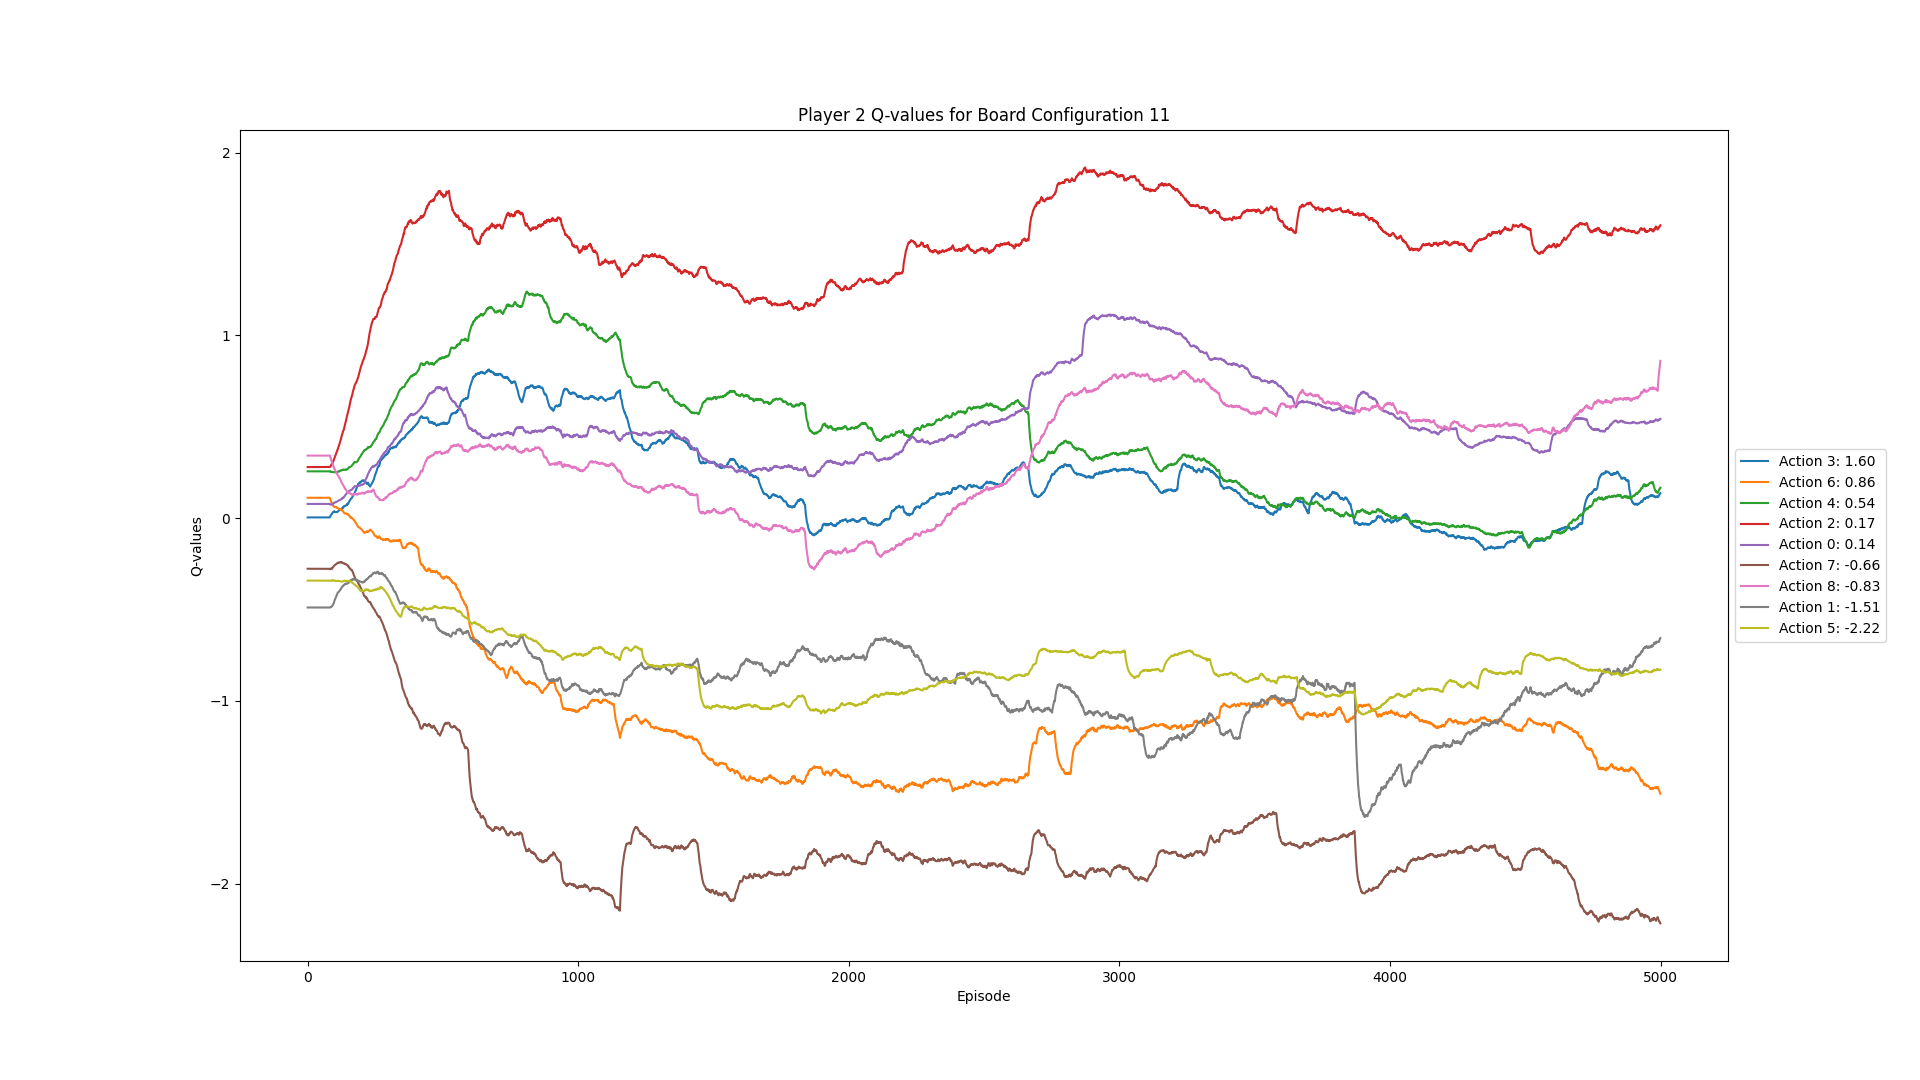 Player 2 Q-values for Board Configuration 11
2
1
0
−1
−2
Q-values
0 1000 2000 3000 4000 5000
Episode
Action 3: 1.60
Action 6: 0.86
Action 4: 0.54
Action 2: 0.17
Action 0: 0.14
Action 7: -0.66
Action 8: -0.83
Action 1: -1.51
Action 5: -2.22